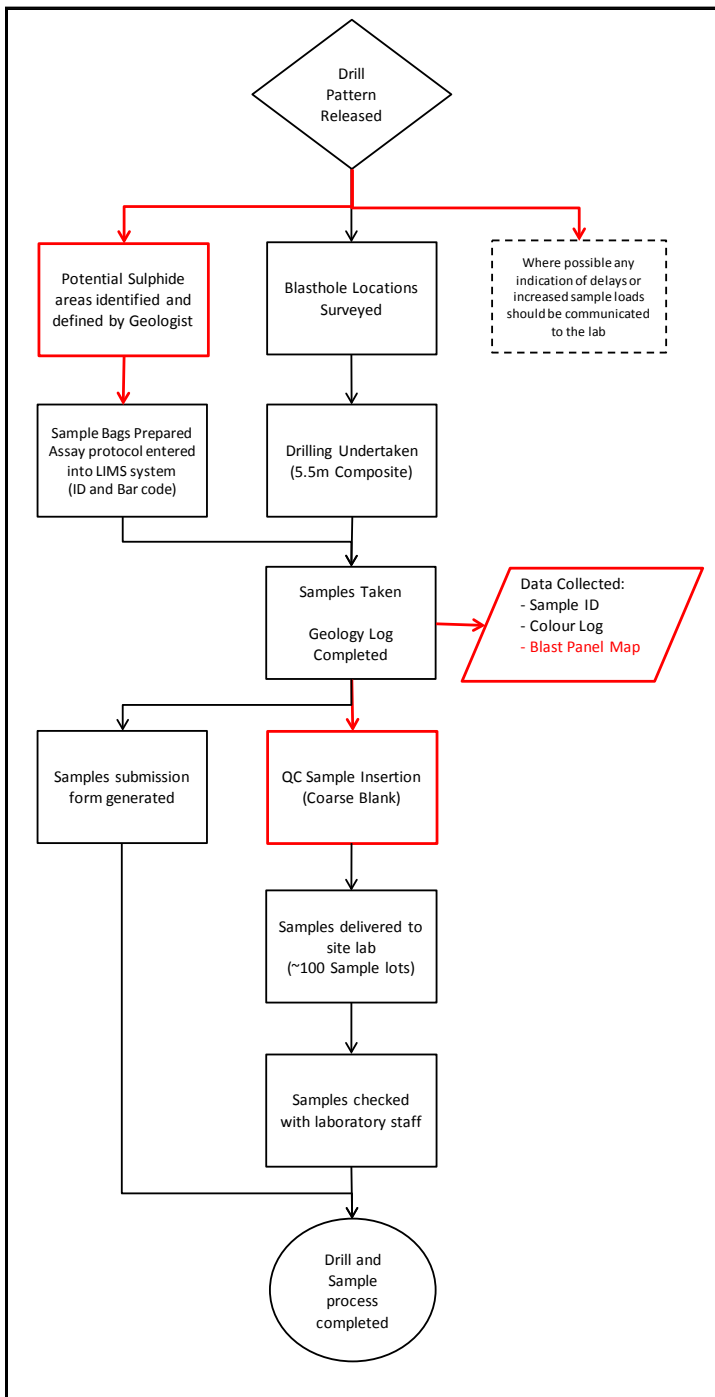 Drill
Pattern
Released
Potential Sulphide
areas identified and
defined by Geologist
Blasthole Locations
Surveyed
Where possible any
indication of delays or
increased sample loads
should be communicated
to the lab
Sample Bags Prepared
Assay protocol entered
into LIMS system
(ID and Bar code)
Drilling Undertaken
(5.5m Composite)
Samples Taken
Geology Log
Completed
Data Collected:
- Sample ID
- Colour Log
- Blast Panel Map
Samples submission
form generated
QC Sample Insertion
(Coarse Blank)
Samples delivered to
site lab
(~100 Sample lots)
Samples checked
with laboratory staff
Drill and
Sample
process
completed